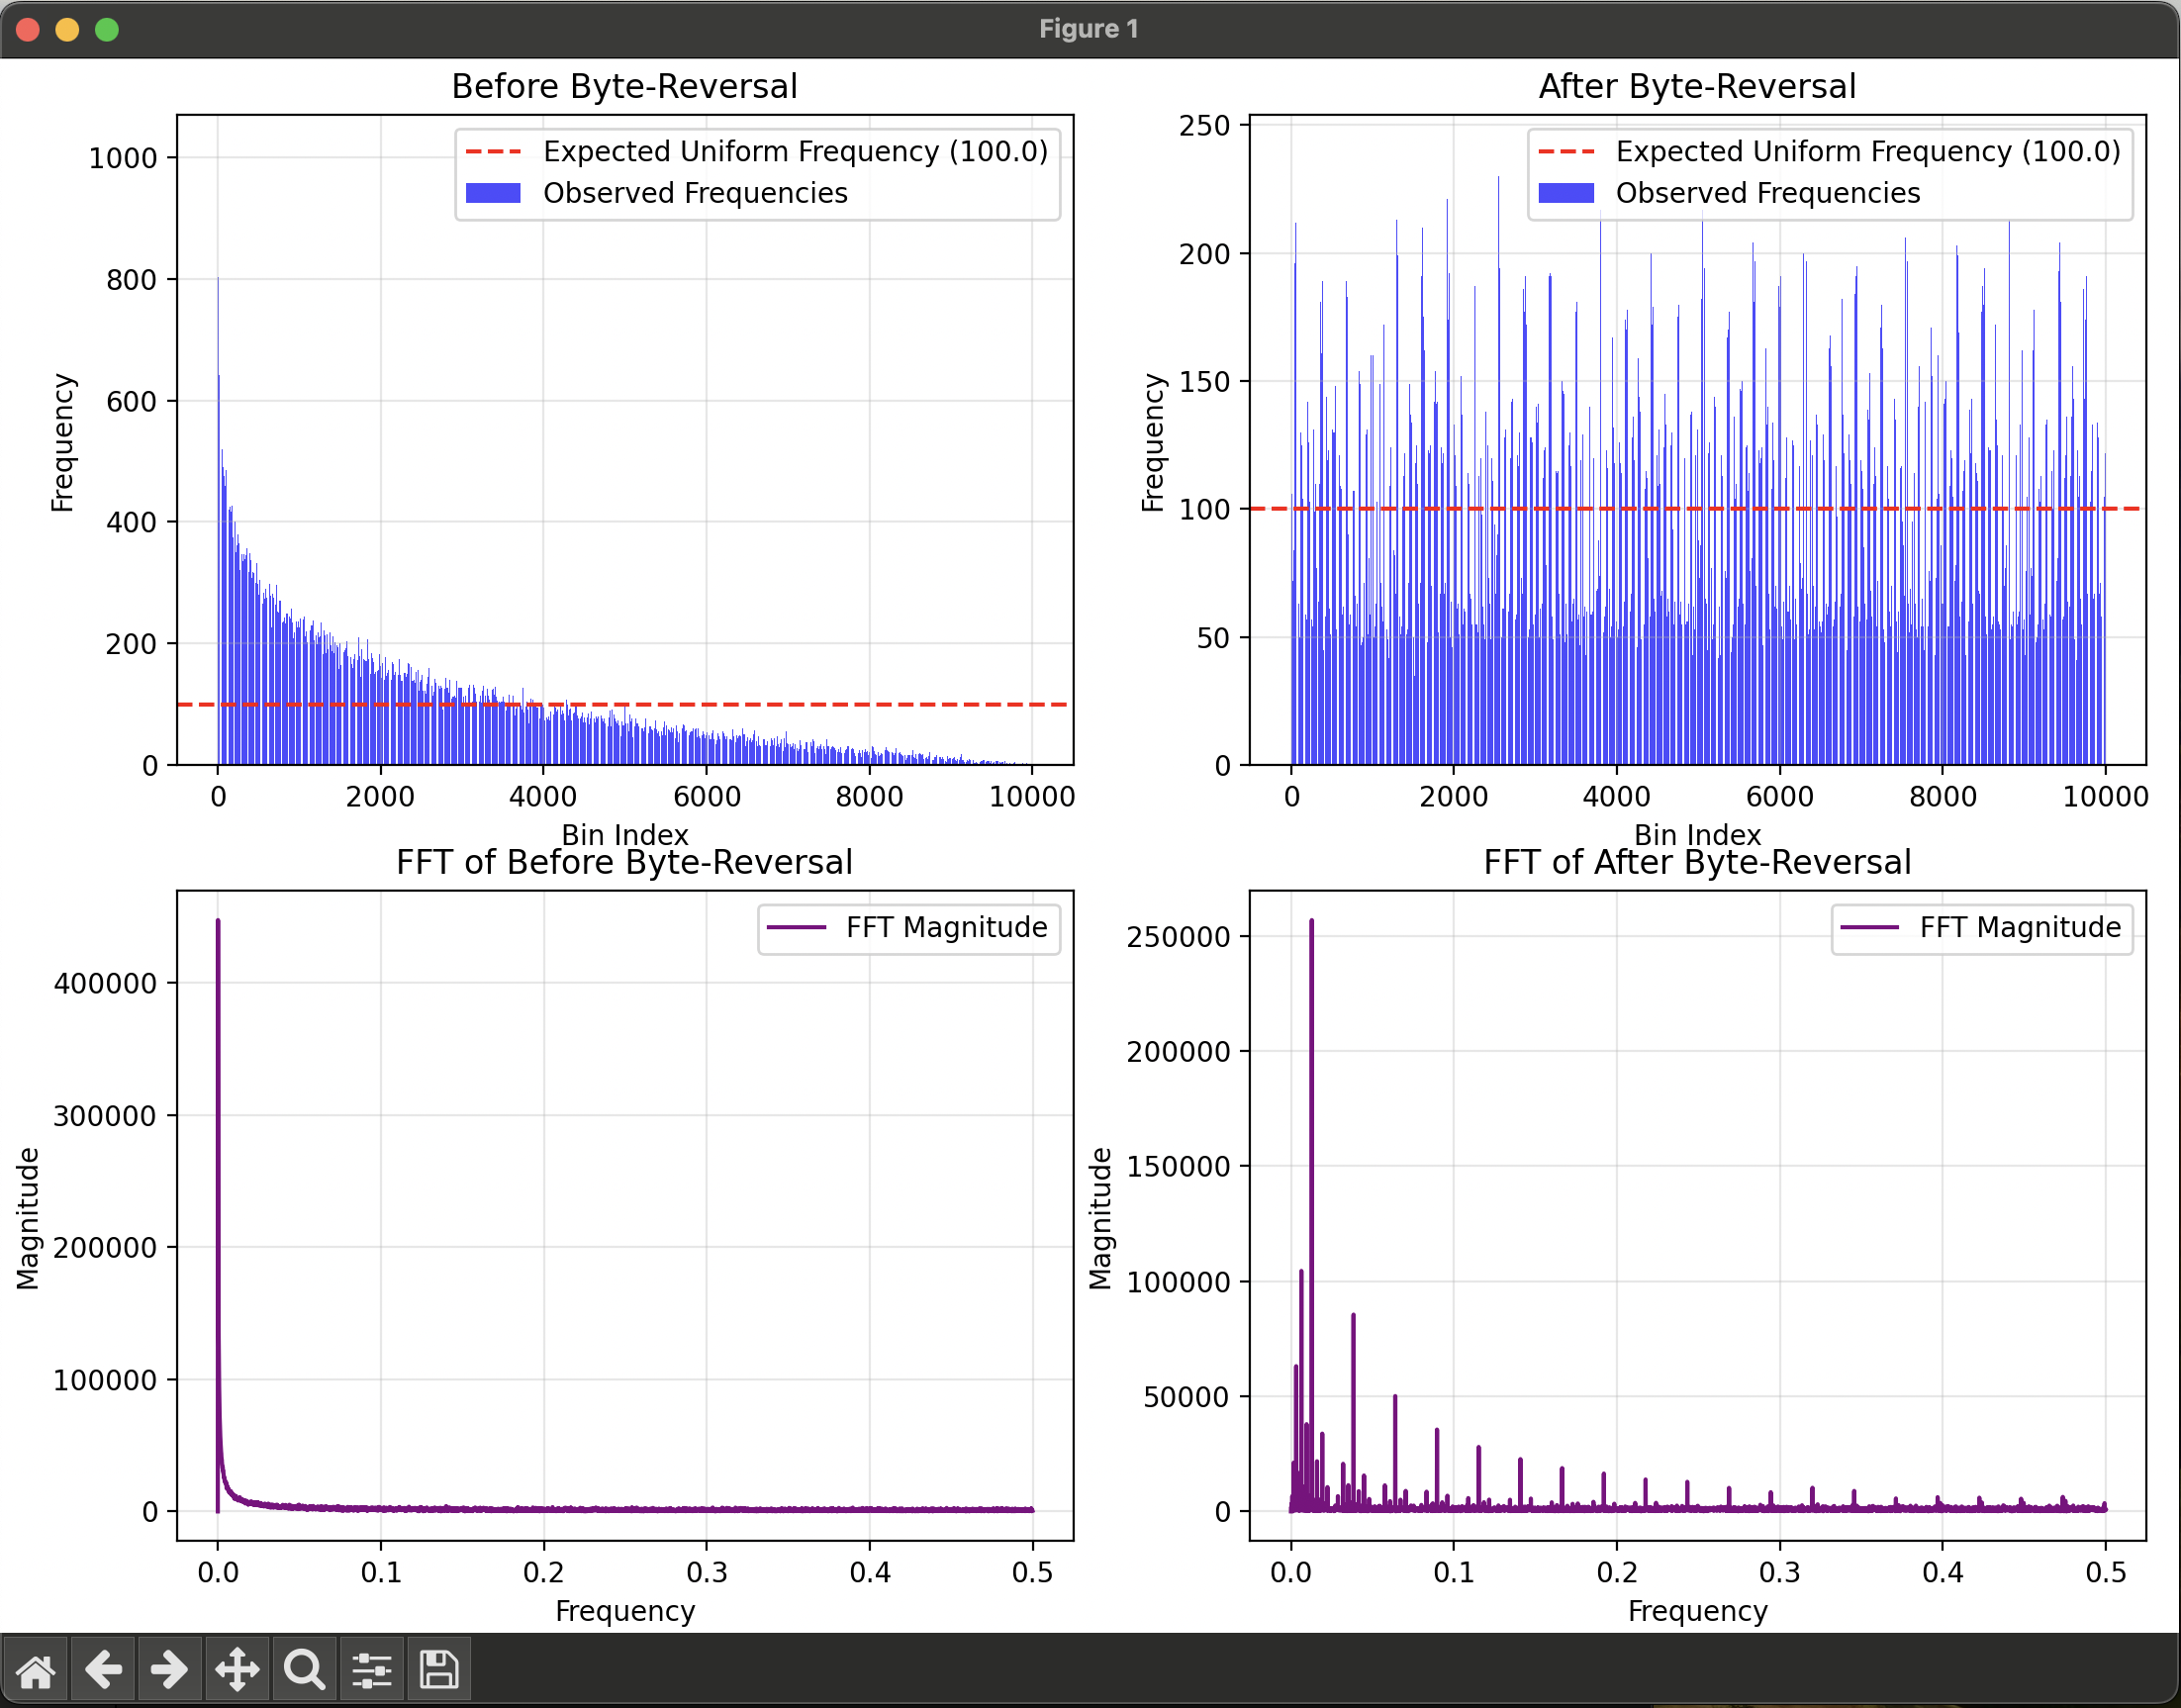 Figure 1
Before Byte-Reversal
1000
800
600
400
200
0
Frequency
Expected Uniform Frequency (100.0)
Observed Frequencies
0 2000 4000 6000 8000 10000
Bin Index
After Byte-Reversal
250
200
150
100
50
0
Frequency
Expected Uniform Frequency (100.0)
Observed Frequencies
0 2000 4000 6000 8000 10000
Bin Index
FFT of Before Byte-Reversal
400000
300000
200000
100000
0
Magnitude
FFT Magnitude
0.0 0.1 0.2 0.3 0.4 0.5
Frequency
FFT of After Byte-Reversal
250000
200000
150000
100000
50000
0
Magnitude
FFT Magnitude
0.0 0.1 0.2 0.3 0.4 0.5
Frequency